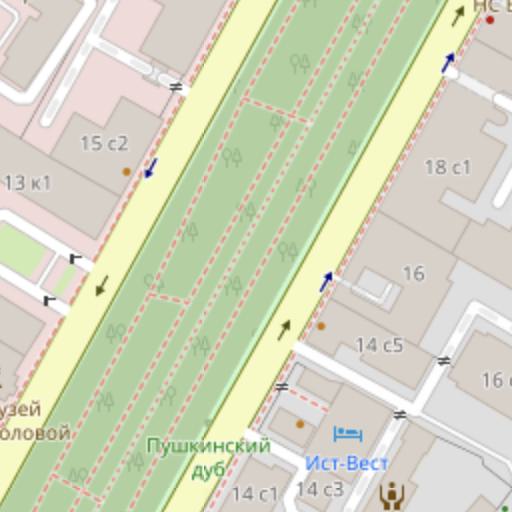 НС Б
15 с2
18 с1
13 к1
16
14 с5
16 с
узей
оловой
Пушкинский
дуб
Ист-Вест
14 с1
14 с3